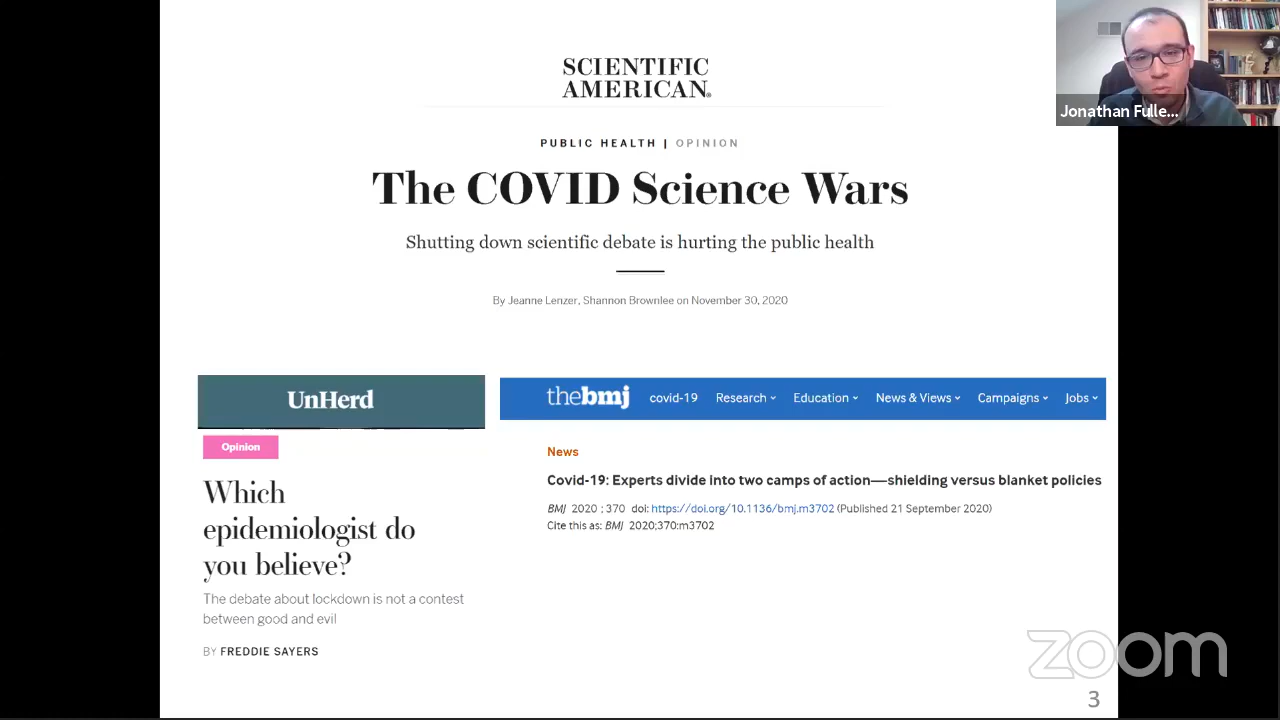 SCIENTIFIC
AMERICAN®
PUBLIC HEALTH | OPINION
The COVID Science Wars
Shutting down scientific debate is hurting the public health
By Jeanne Lenzer, Shannon Brownlee on November 30, 2020
Jonathan Fulle...
UnHerd
Opinion
Which
epidemiologist do
you believe?
The debate about lockdown is not a contest
between good and evil
BY FREDDIE SAYERS
thebmj covid-19 Research Education News & Views Campaigns Jobs
News
Covid-19: Experts divide into two camps of action—shielding versus blanket policies
BMJ 2020 ; 370 doi: https://doi.org/10.1136/bmj.m3702 (Published 21 September 2020)
Cite this as: BMJ 2020;370:m3702
zoom
3